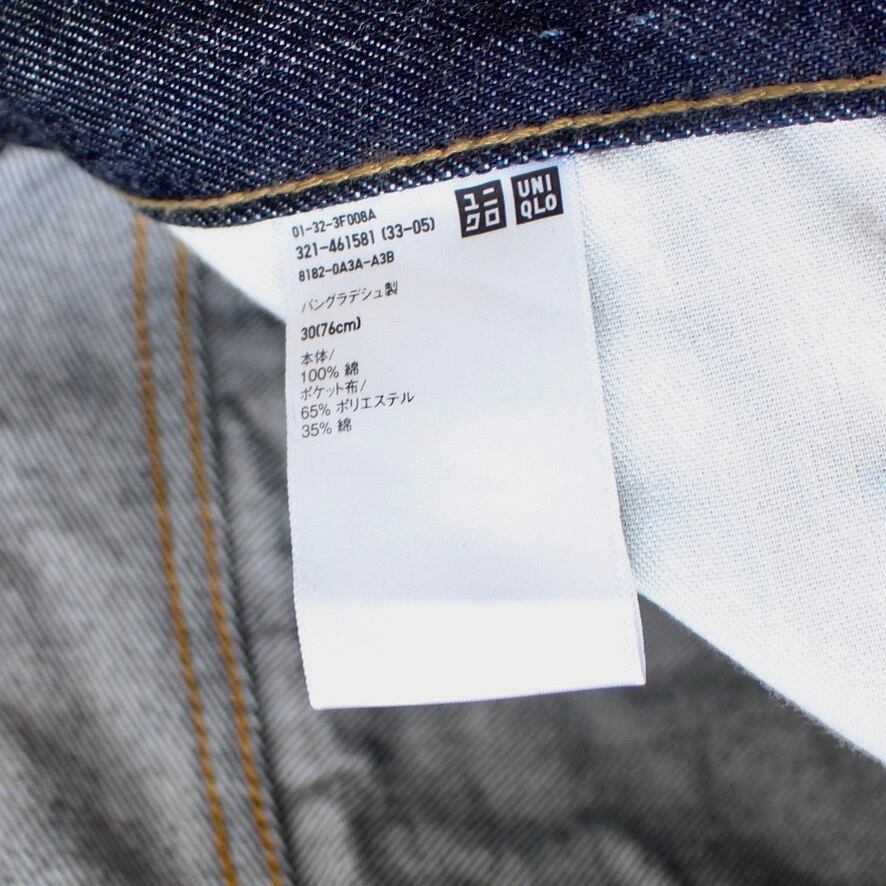 ユニ
クロ
UNI
QLO
01-32-3F008A
321-461581 (33-05)
8182-0A3A-A3B
バングラデシュ製
30(76cm)
本体/
100% 綿
ポケット布/
65% ポリエステル
35% 綿